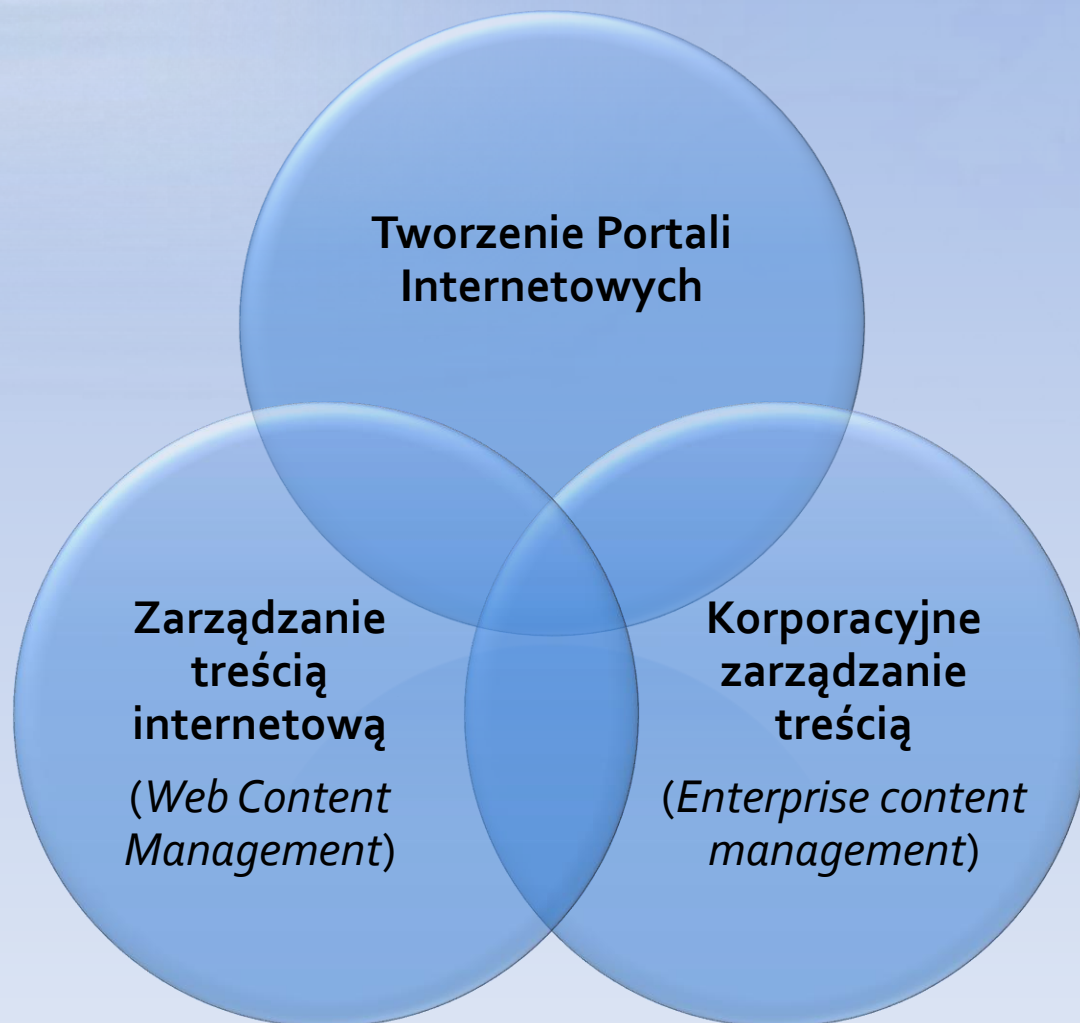 Tworzenie Portali
Internetowych
Zarządzanie
treścią
internetową
(Web Content
Management)
Korporacyjne
zarządzanie
treścią
(Enterprise content
management)